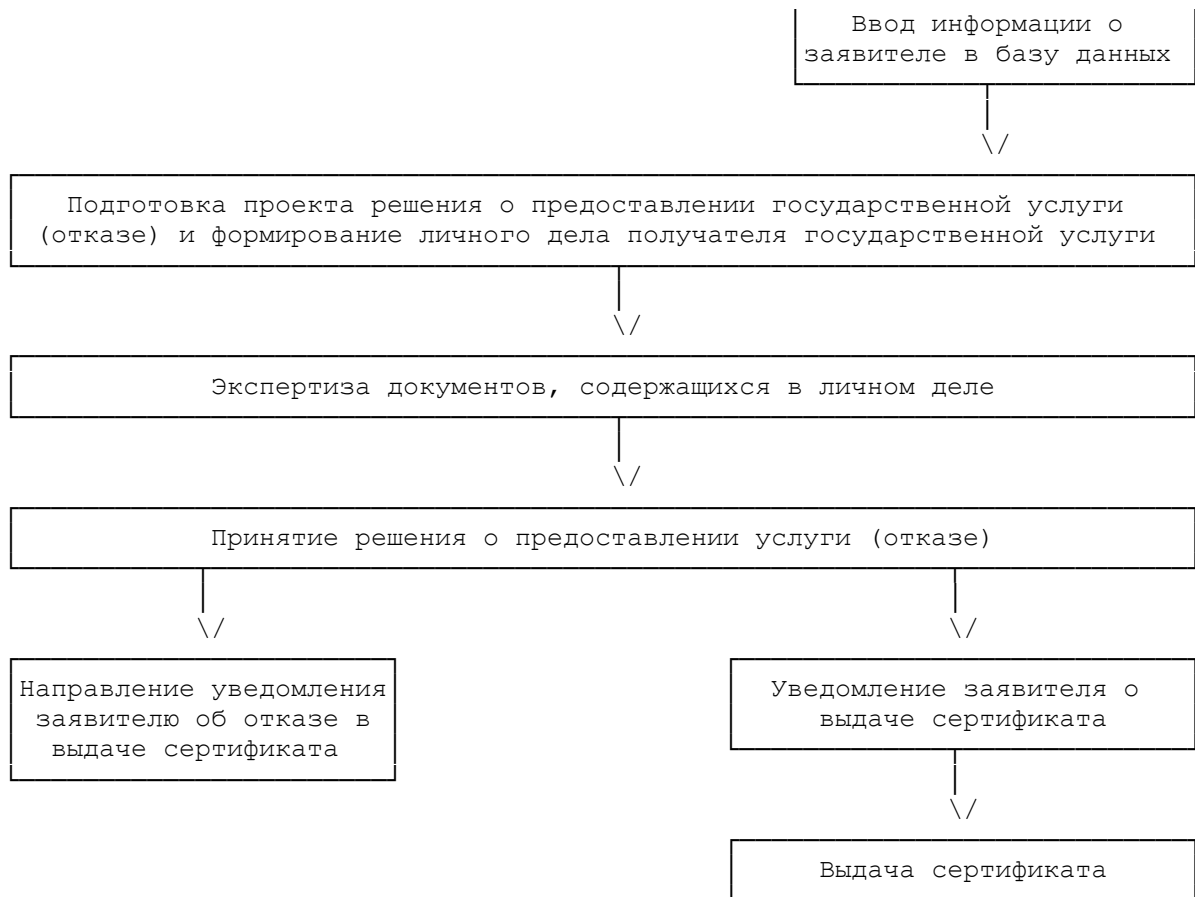 Ввод информации о
заявителе в базу данных
Подготовка проекта решения о предоставлении государственной услуги
(отказе) и формирование личного дела получателя государственной услуги
Экспертиза документов, содержащихся в личном деле
Принятие решения о предоставлении услуги (отказе)
Направление уведомления
заявителю об отказе в
выдаче сертификата
Уведомление заявителя о
выдаче сертификата
Выдача сертификата